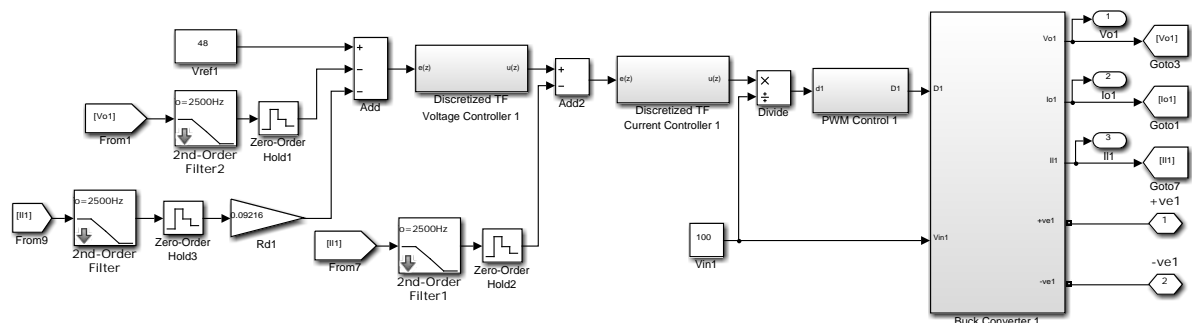 48
Vref1
+
−
−
Add
e(z)
u(z)
Discretized TF
Voltage Controller 1
+
−
Add2
e(z)
u(z)
Discretized TF
Current Controller 1
×
÷
Divide
d1
D1
PWM Control 1
D1
Vin1
Vo1
Io1
Il1
+ve1
-ve1
Buck Converter 1
1
Vo1
[Vo1]
Goto3
2
Io1
[Io1]
Goto1
3
Il1
[Il1]
Goto7
+ve1
1
-ve1
2
[Vo1]
From1
o=2500Hz
2nd-Order
Filter2
Zero-Order
Hold1
[Il1]
From9
o=2500Hz
2nd-Order
Filter
Zero-Order
Hold3
0.09216
Rd1
[Il1]
From7
o=2500Hz
2nd-Order
Filter1
Zero-Order
Hold2
100
Vin1